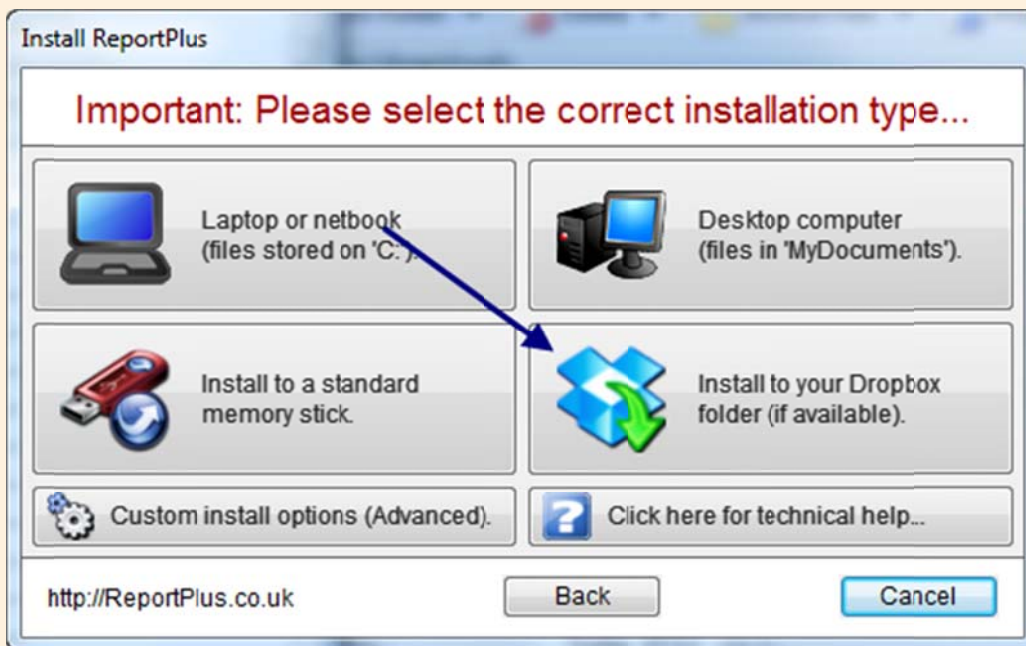 Install ReportPlus
Important: Please select the correct installation type...
Laptop or netbook
(files stored on 'C:').
Desktop computer
(files in 'MyDocuments').
Install to a standard
memory stick.
Install to your Dropbox
folder (if available).
Custom install options (Advanced).
Click here for technical help...
http://ReportPlus.co.uk
Back
Cancel